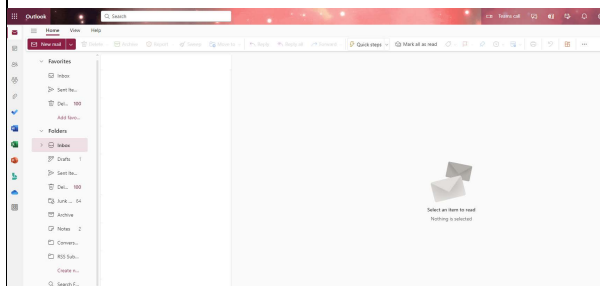 Outlook
Search
Teams call
Home View Help
New mail
Delete Archive Report Sweep Move to Reply Reply all Forward Quick steps Mark all as read
Favorites
Inbox
Sent Ite...
Del... 100
Add favo...
Folders
Inbox
Drafts 1
Sent Ite...
Del... 100
Junk ... 64
Archive
Notes 2
Convers...
RSS Sub...
Create n...
Search F...
Select an item to read
Nothing is selected